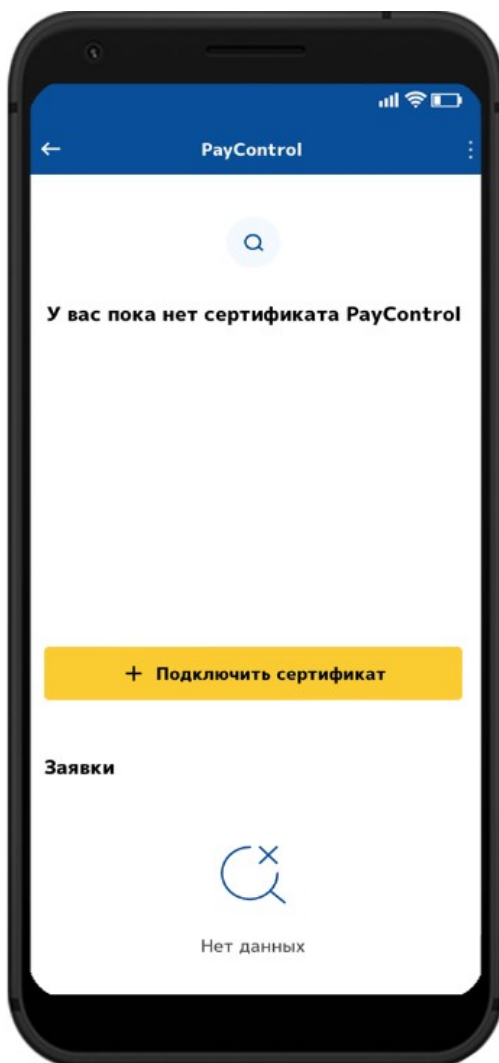 PayControl
У вас пока нет сертификата PayControl
+ Подключить сертификат
Заявки
Нет данных